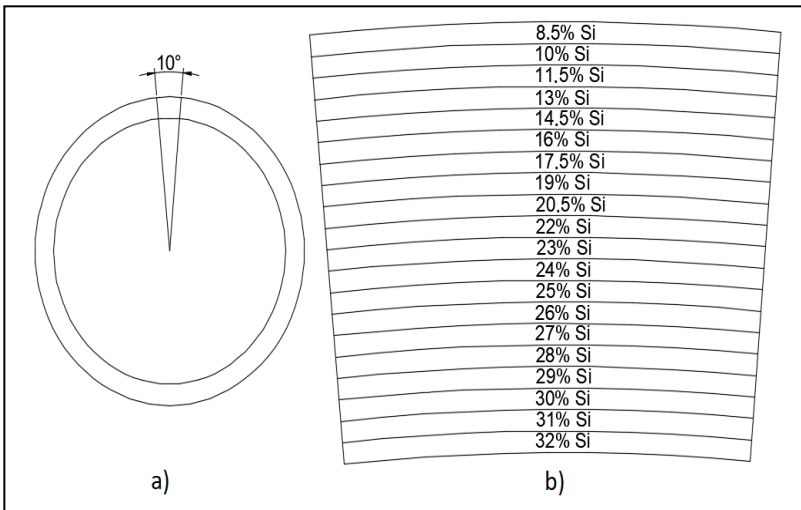 10°
8.5% Si
10% Si
11.5% Si
13% Si
14.5% Si
16% Si
17.5% Si
19% Si
20.5% Si
22% Si
23% Si
24% Si
25% Si
26% Si
27% Si
28% Si
29% Si
30% Si
31% Si
32% Si
a)
b)